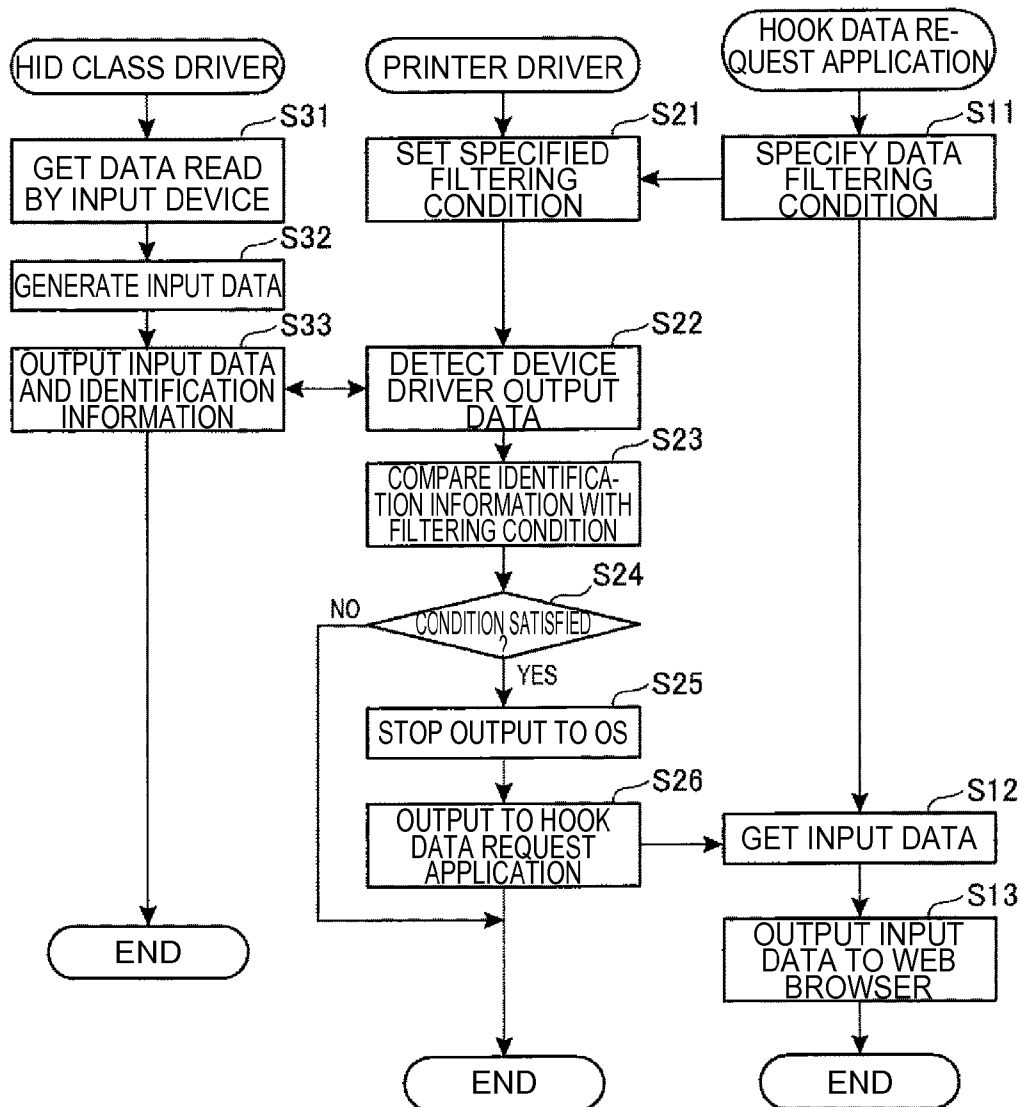 HID CLASS DRIVER
S31
GET DATA READ
BY INPUT DEVICE
S32
GENERATE INPUT DATA
S33
OUTPUT INPUT DATA
AND IDENTIFICATION
INFORMATION
END
PRINTER DRIVER
S21
SET SPECIFIED
FILTERING
CONDITION
S22
DETECT DEVICE
DRIVER OUTPUT
DATA
S23
COMPARE IDENTIFICA-
TION INFORMATION WITH
FILTERING CONDITION
S24
CONDITION SATISFIED
?
NO
YES
S25
STOP OUTPUT TO OS
S26
OUTPUT TO HOOK
DATA REQUEST
APPLICATION
END
HOOK DATA RE-
QUEST APPLICATION
S11
SPECIFY DATA
FILTERING
CONDITION
S12
GET INPUT DATA
S13
OUTPUT INPUT
DATA TO WEB
BROWSER
END